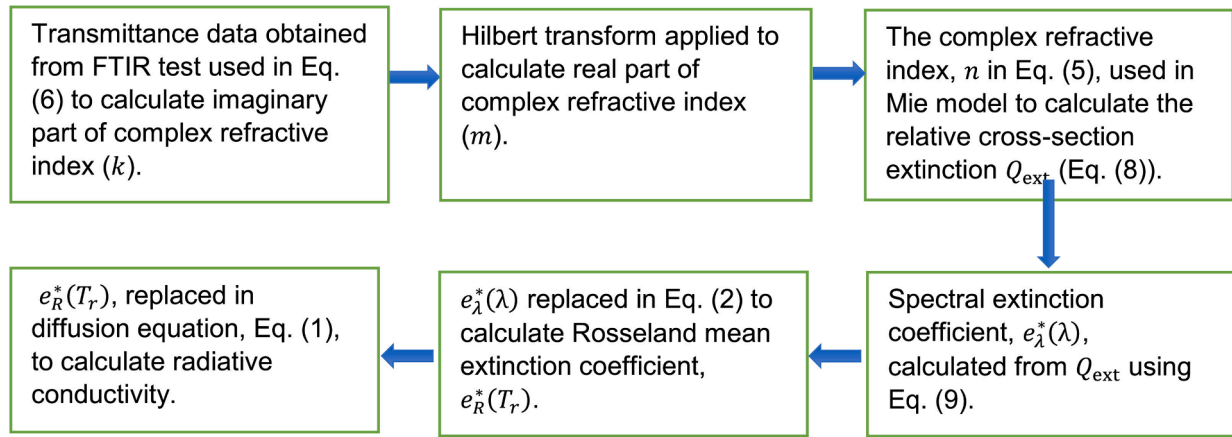 Transmittance data obtained
from FTIR test used in Eq.
(6) to calculate imaginary
part of complex refractive
index (k).
Hilbert transform applied to
calculate real part of
complex refractive index
(m).
The complex refractive
index, n in Eq. (5), used in
Mie model to calculate the
relative cross-section
extinction Q_ext (Eq. (8)).
Spectral extinction
coefficient, e*_λ(λ),
calculated from Q_ext using
Eq. (9).
e*_λ(λ) replaced in Eq. (2) to
calculate Rosseland mean
extinction coefficient,
e*_R(T_r).
e*_R(T_r), replaced in
diffusion equation, Eq. (1),
to calculate radiative
conductivity.